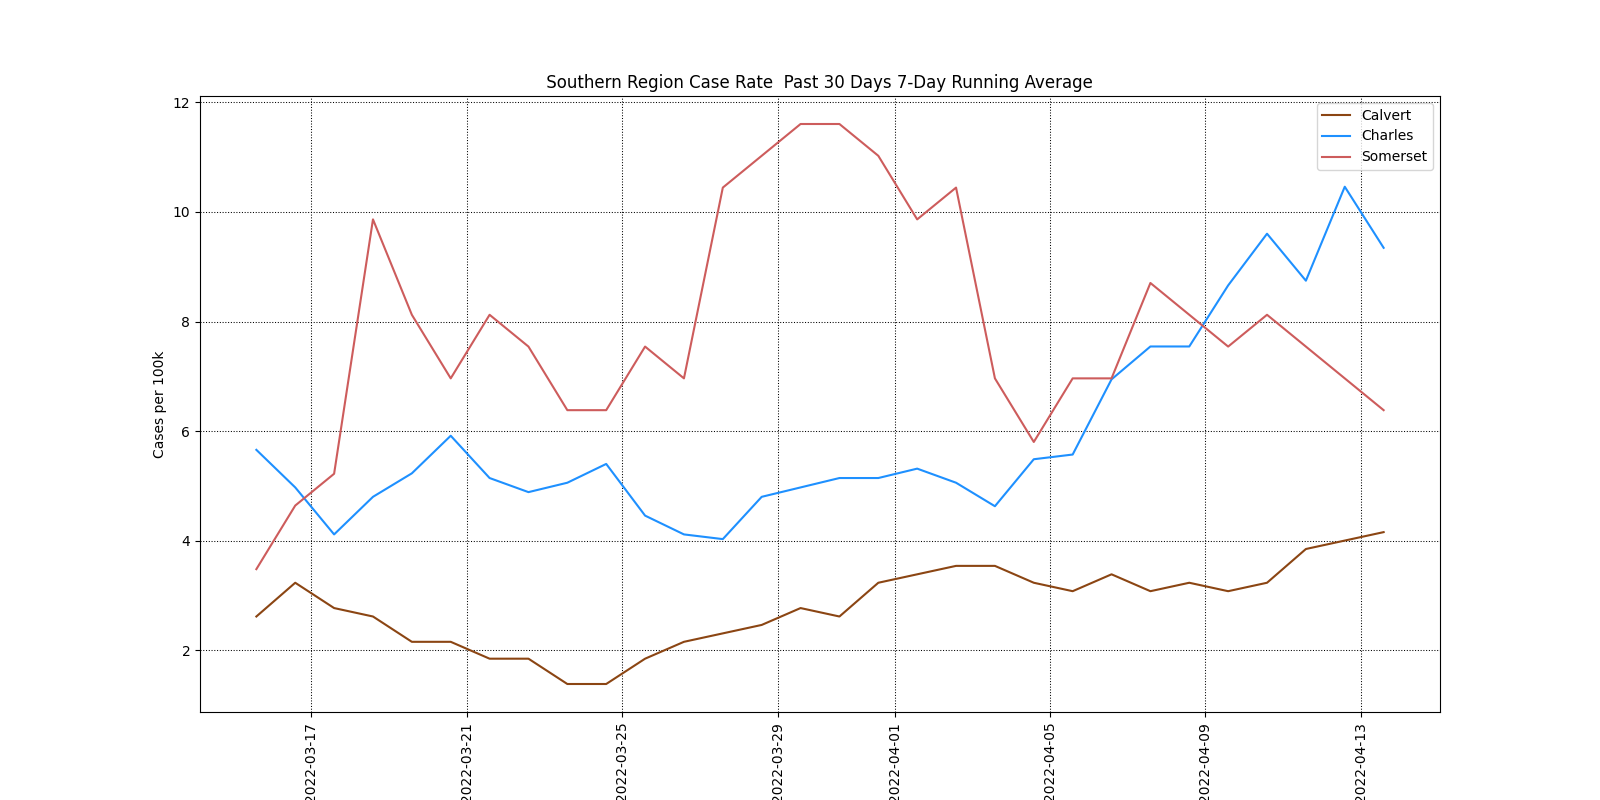 Southern Region Case Rate  Past 30 Days 7-Day Running Average
Calvert
Charles
Somerset
Cases per 100k
12
10
8
6
4
2
2022-03-17
2022-03-21
2022-03-25
2022-03-29
2022-04-01
2022-04-05
2022-04-09
2022-04-13